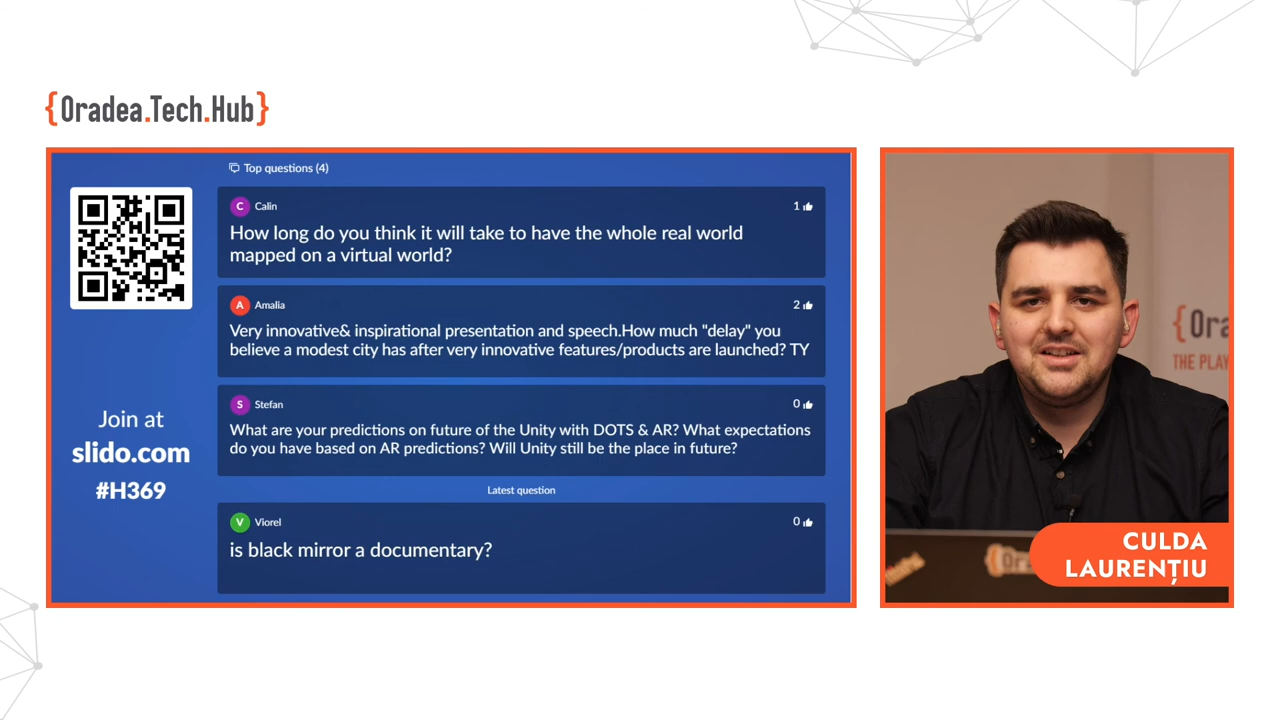 {Oradea.Tech.Hub}
Top questions (4)
C Calin 1
How long do you think it will take to have the whole real world
mapped on a virtual world?
A Amalia 2
Very innovative& inspirational presentation and speech.How much "delay" you
believe a modest city has after very innovative features/products are launched? TY
S Stefan 0
What are your predictions on future of the Unity with DOTS & AR? What expectations
do you have based on AR predictions? Will Unity still be the place in future?
Latest question
V Viorel 0
is black mirror a documentary?
Join at
slido.com
#H369
{Ora
THE PLAY
{Or
CULDA
LAURENȚIU